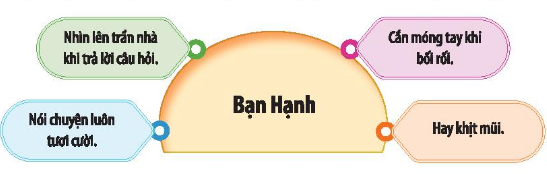 Nhìn lên trần nhà
khi trả lời câu hỏi.
Cắn móng tay khi
bối rối.
Bạn Hạnh
Nói chuyện luôn
tươi cười.
Hay khịt mũi.